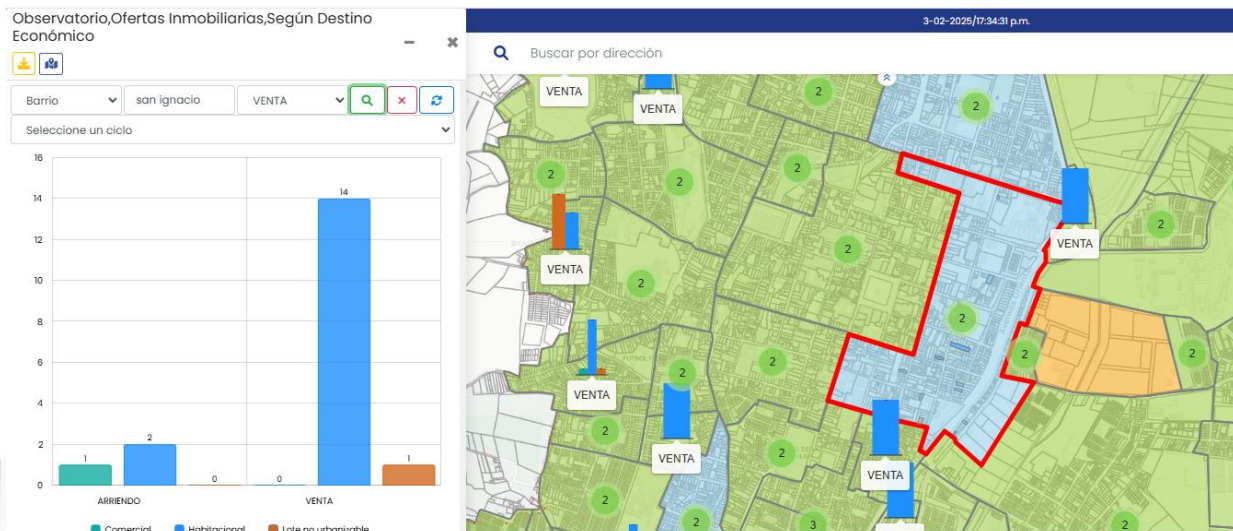 Observatorio,Ofertas Inmobiliarias,Según Destino
Económico
Barrio
san ignacio
VENTA
Seleccione un ciclo
16
14
12
10
8
6
4
2
0
1
2
0
0
14
1
ARRIENDO
VENTA
Comercial
Habitacional
Lote no urbanizable
3-02-2025/17:34:31 p.m.
Buscar por dirección
VENTA
VENTA
2
2
2
2
2
2
VENTA
2
2
VENTA
2
2
2
2
2
VENTA
2
2
VENTA
2
2
VENTA
2
2
3
2